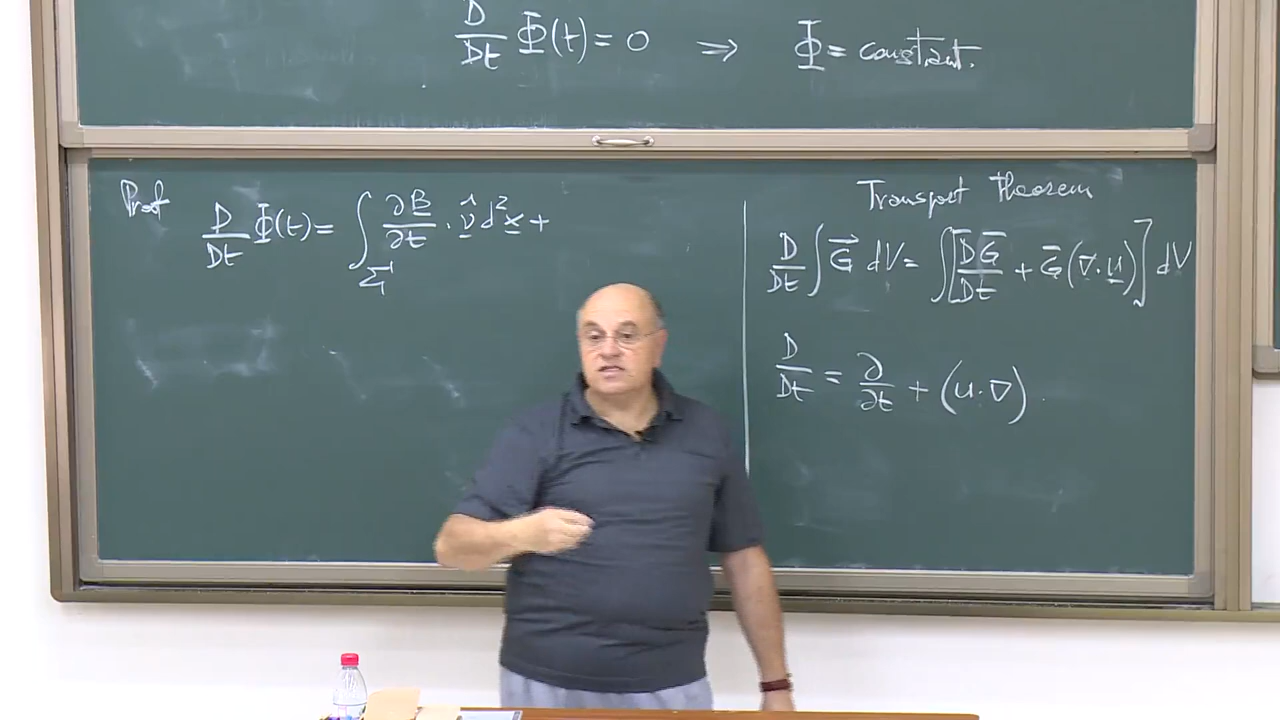 D/Dt Φ(t) = 0 ⇒ Φ = constant.
Proof
D/Dt Φ(t) = ∫_Σ ∂B/∂t · ν̂ d²x +
Transport Theorem
D/Dt ∫ G⃗ dV = ∫ [DG̅/Dt + G̅(∇·u)] dV
D/Dt = ∂/∂t + (u·∇).